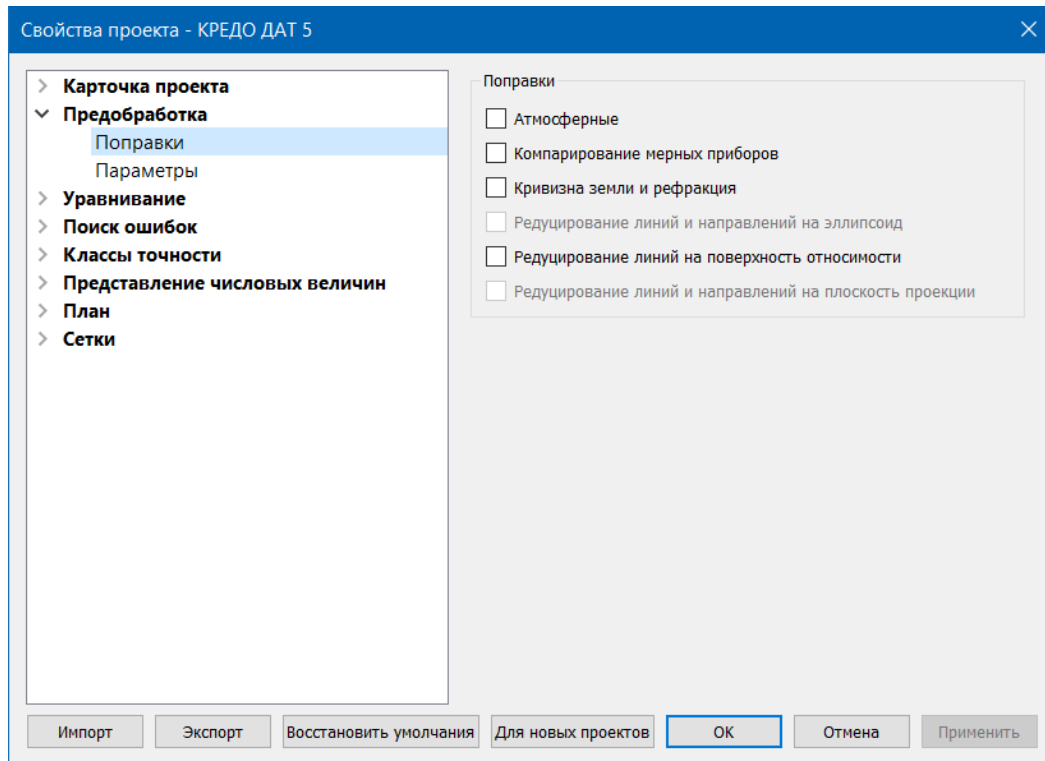 Свойства проекта - КРЕДО ДАТ 5
Карточка проекта
Предобработка
Поправки
Параметры
Уравнивание
Поиск ошибок
Классы точности
Представление числовых величин
План
Сетки
Поправки
Атмосферные
Компарирование мерных приборов
Кривизна земли и рефракция
Редуцирование линий и направлений на эллипсоид
Редуцирование линий на поверхность относимости
Редуцирование линий и направлений на плоскость проекции
Импорт Экспорт Восстановить умолчания Для новых проектов ОК Отмена Применить